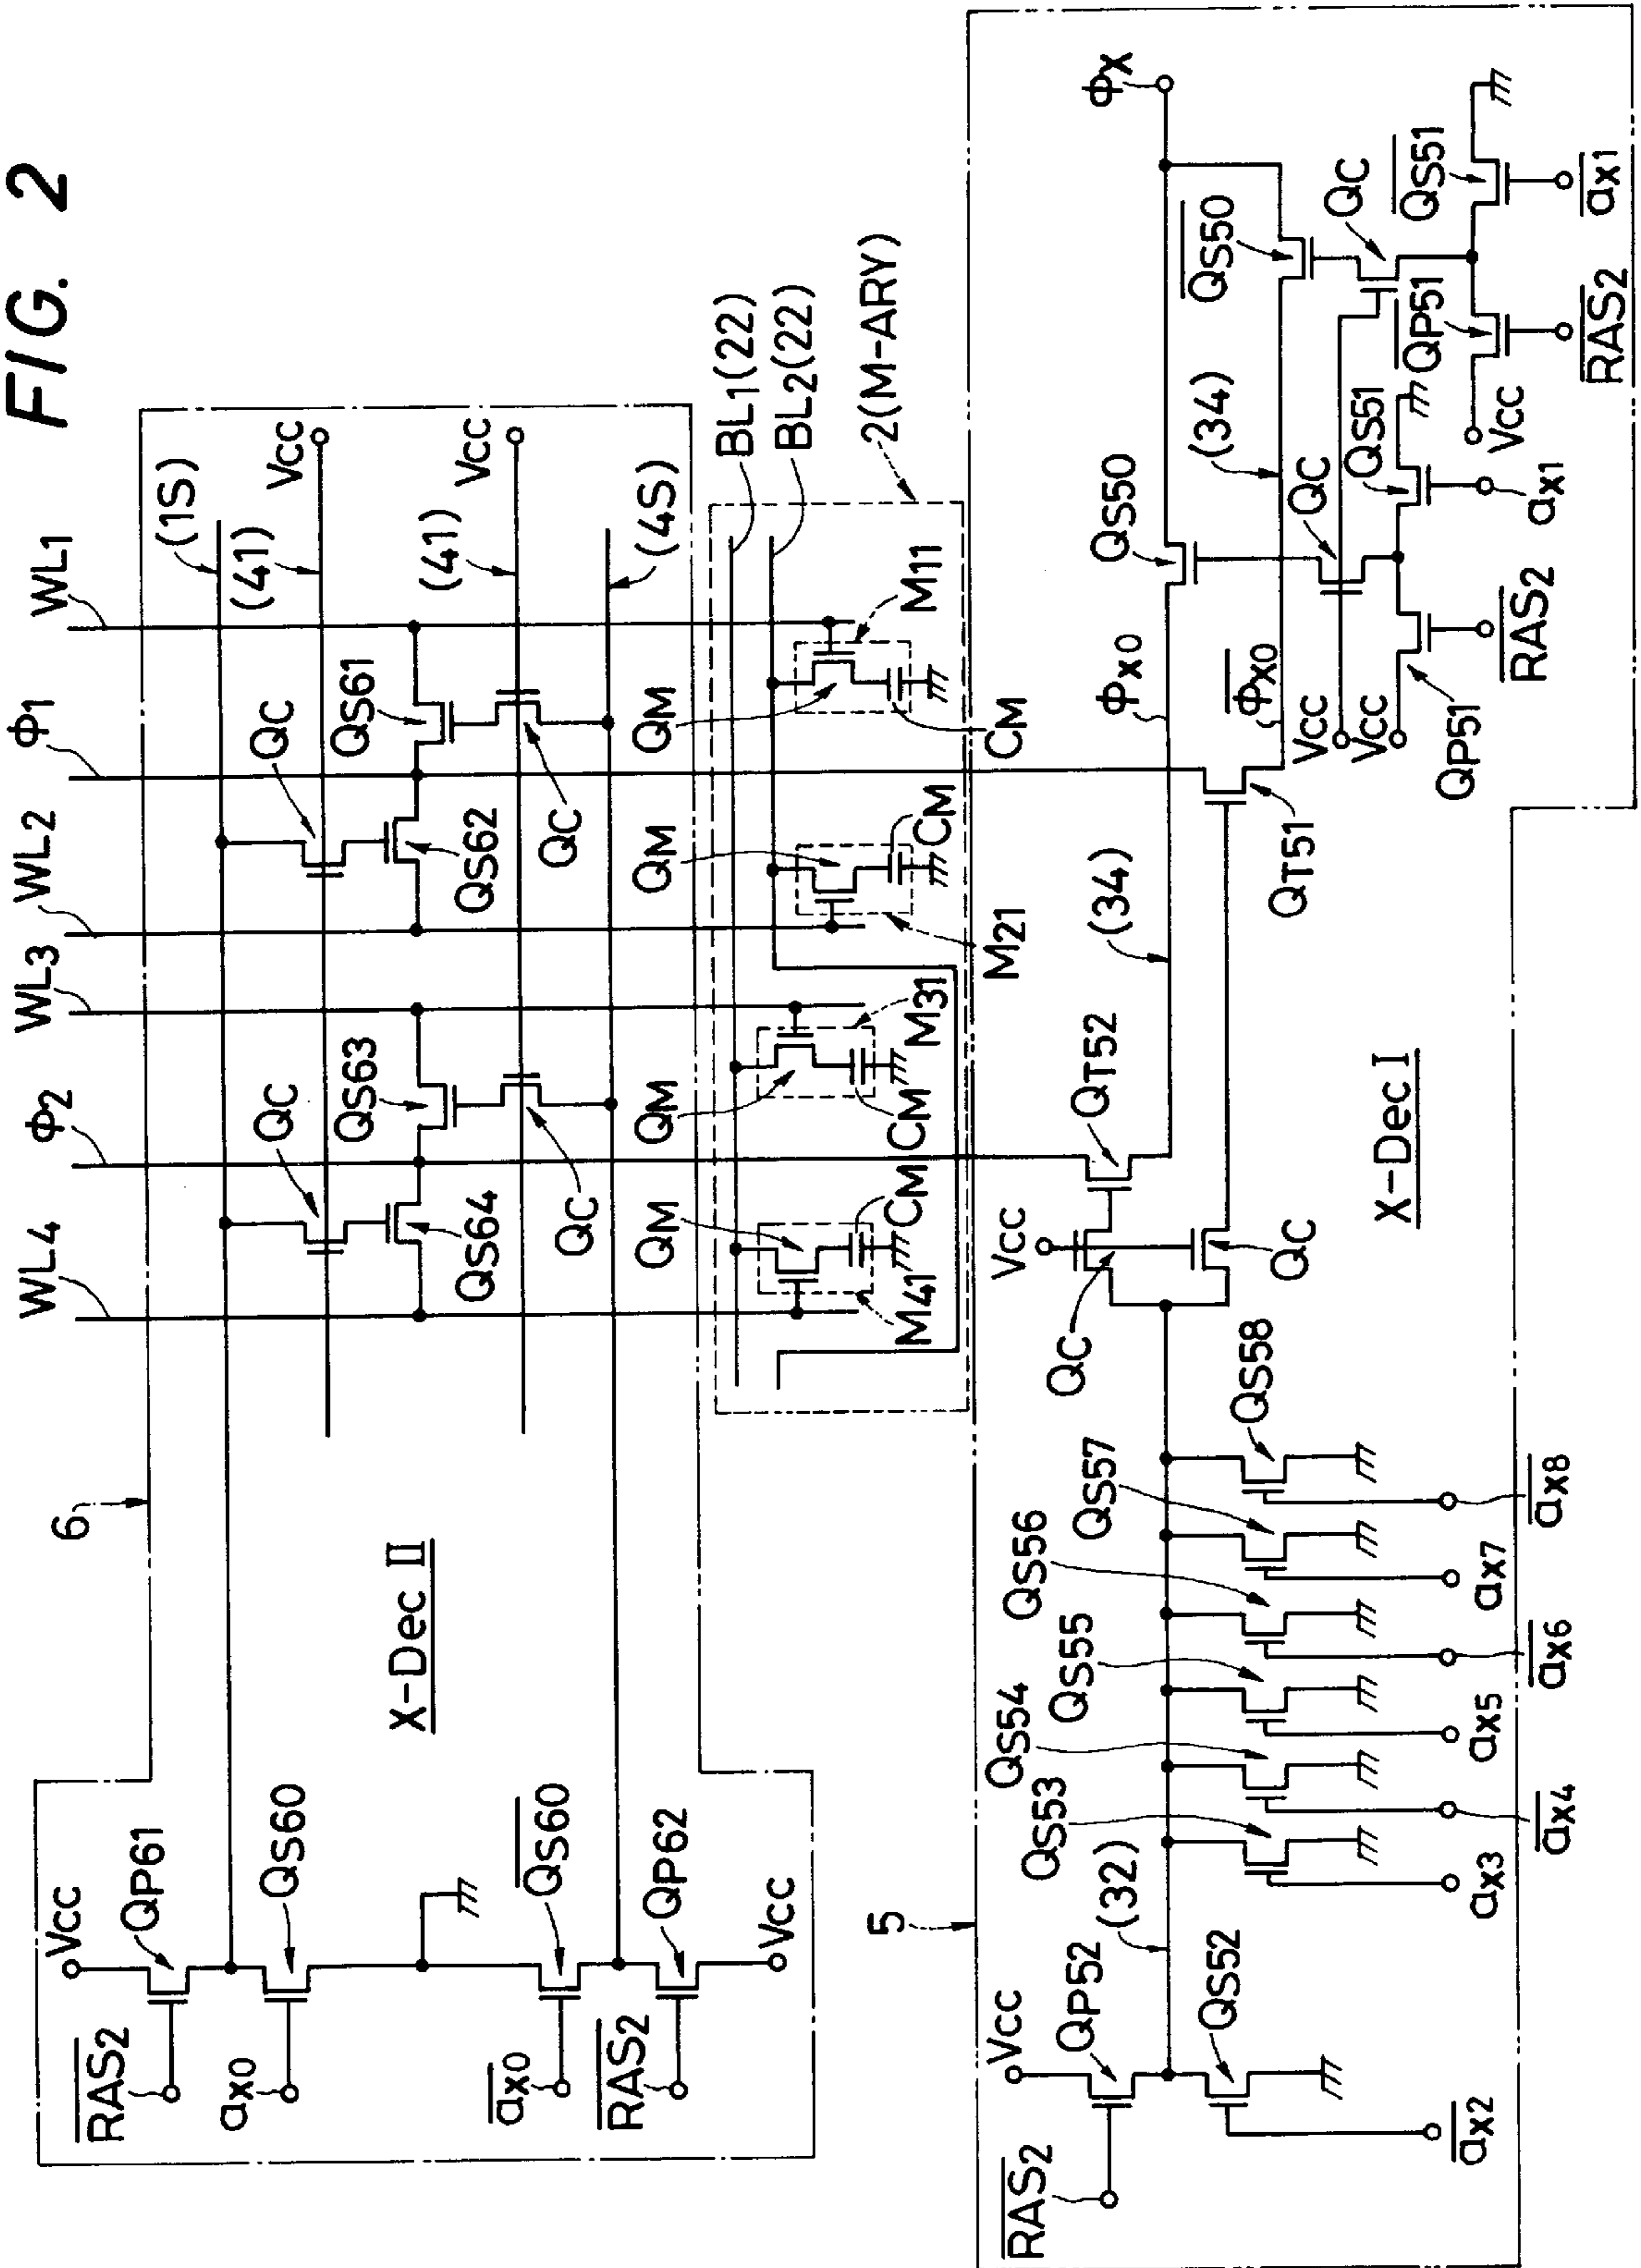 FIG. 2
WL4
Φ2
WL3
WL2
Φ1
WL1
(1S)
(41)
VCC
(41)
VCC
(4S)
QC
QC
QS64
QS63
QS62
QS61
QC
QC
6
X-Dec II
VCC
QP61
QS60
RAS2
ax0
QS60
QP62
ax0
RAS2
VCC
BL1(22)
BL2(22)
2(M-ARY)
QM
QM
QM
QM
CM
CM
CM
CM
M41
M31
M21
M11
5
X-Dec I
VCC
QP52
QS52
RAS2
ax2
(32)
QS53
QS54
QS55
QS56
QS57
QS58
ax3
ax4
ax5
ax6
ax7
ax8
VCC
QC
QC
QT52
QT51
(34)
(34)
Φx0
Φx0
ΦX
QS50
QS50
QC
QC
VCC
VCC
QP51
QS51
RAS2
ax1
QP51
QS51
VCC
RAS2
ax1